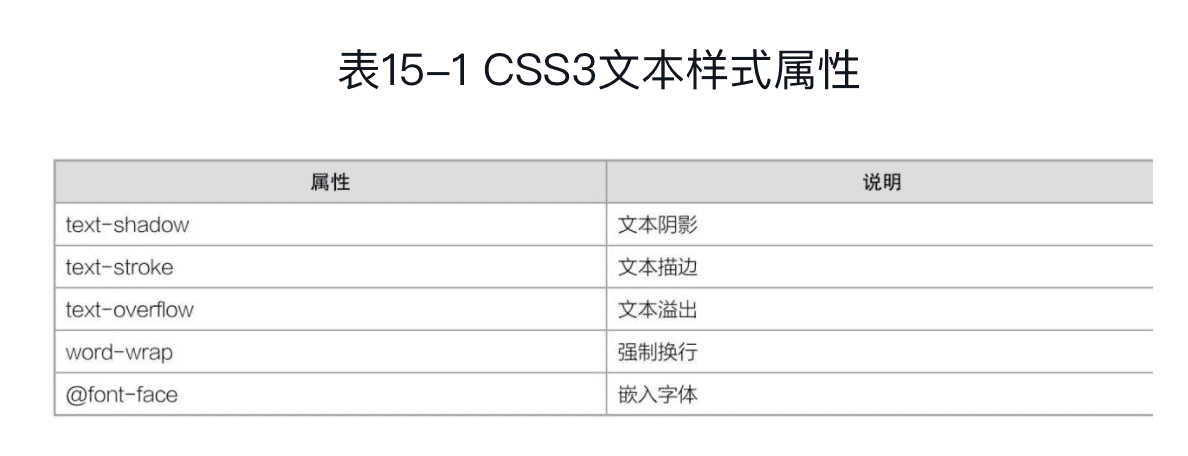 表15-1 CSS3文本样式属性
属性 说明
text-shadow 文本阴影
text-stroke 文本描边
text-overflow 文本溢出
word-wrap 强制换行
@font-face 嵌入字体